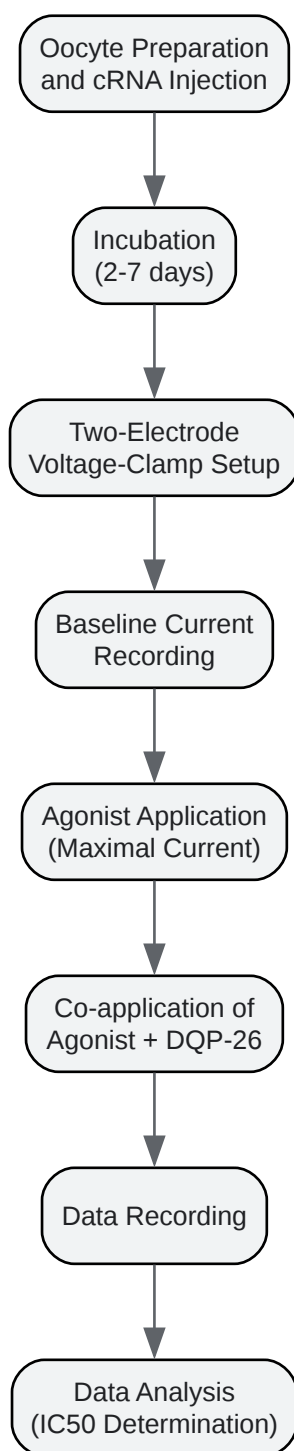 Oocyte Preparation
and cRNA Injection
Incubation
(2-7 days)
Two-Electrode
Voltage-Clamp Setup
Baseline Current
Recording
Agonist Application
(Maximal Current)
Co-application of
Agonist + DQP-26
Data Recording
Data Analysis
(IC50 Determination)